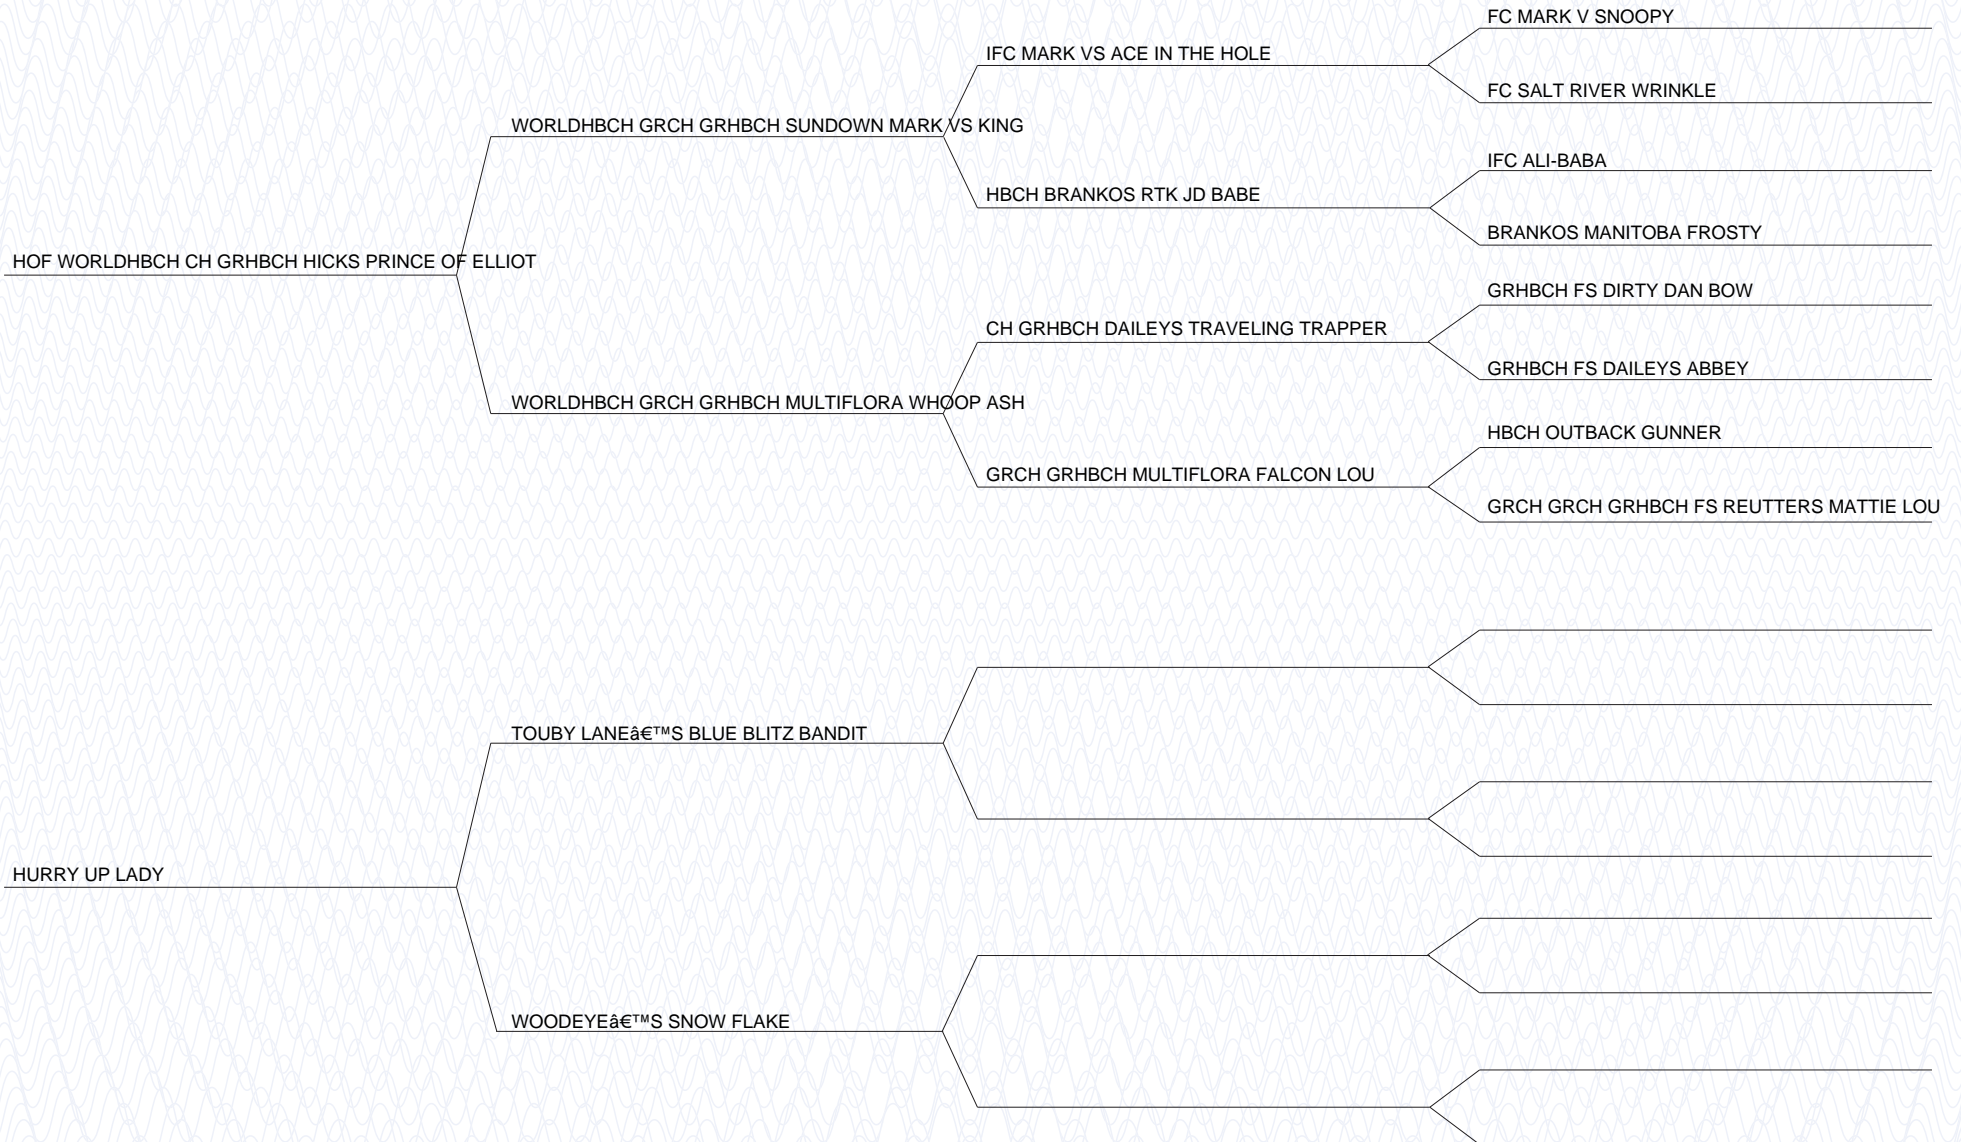 FC MARK V SNOOPY
IFC MARK VS ACE IN THE HOLE
FC SALT RIVER WRINKLE
WORLDHBCH GRCH GRHBCH SUNDOWN MARK VS KING
IFC ALI-BABA
HBCH BRANKOS RTK JD BABE
BRANKOS MANITOBA FROSTY
HOF WORLDHBCH CH GRHBCH HICKS PRINCE OF ELLIOT
GRHBCH FS DIRTY DAN BOW
CH GRHBCH DAILEYS TRAVELING TRAPPER
GRHBCH FS DAILEYS ABBEY
WORLDHBCH GRCH GRHBCH MULTIFLORA WHOOP ASH
HBCH OUTBACK GUNNER
GRCH GRHBCH MULTIFLORA FALCON LOU
GRCH GRCH GRHBCH FS REUTTERS MATTIE LOU
TOUBY LANEâ€™S BLUE BLITZ BANDIT
HURRY UP LADY
WOODEYEâ€™S SNOW FLAKE